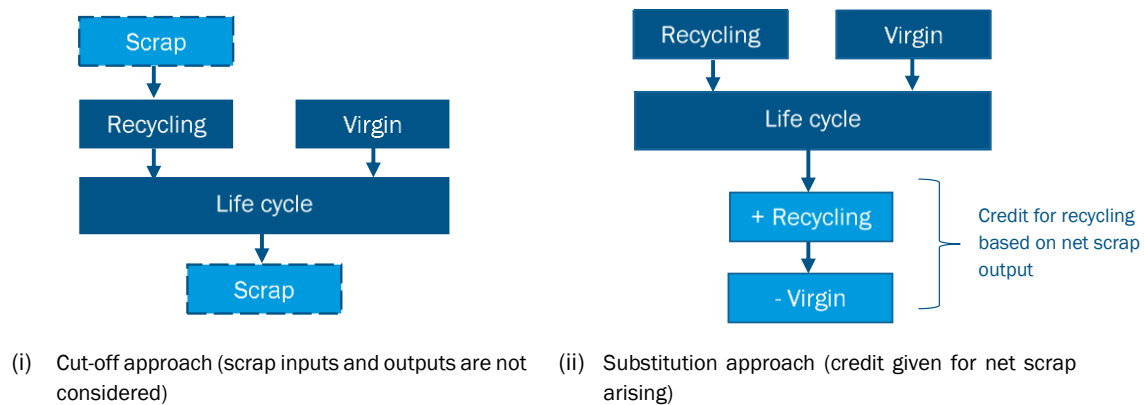 Scrap
Recycling
Virgin
Life cycle
Scrap
(i) Cut-off approach (scrap inputs and outputs are not
considered)
Recycling
Virgin
Life cycle
+ Recycling
- Virgin
Credit for recycling
based on net scrap
output
(ii) Substitution approach (credit given for net scrap
arising)